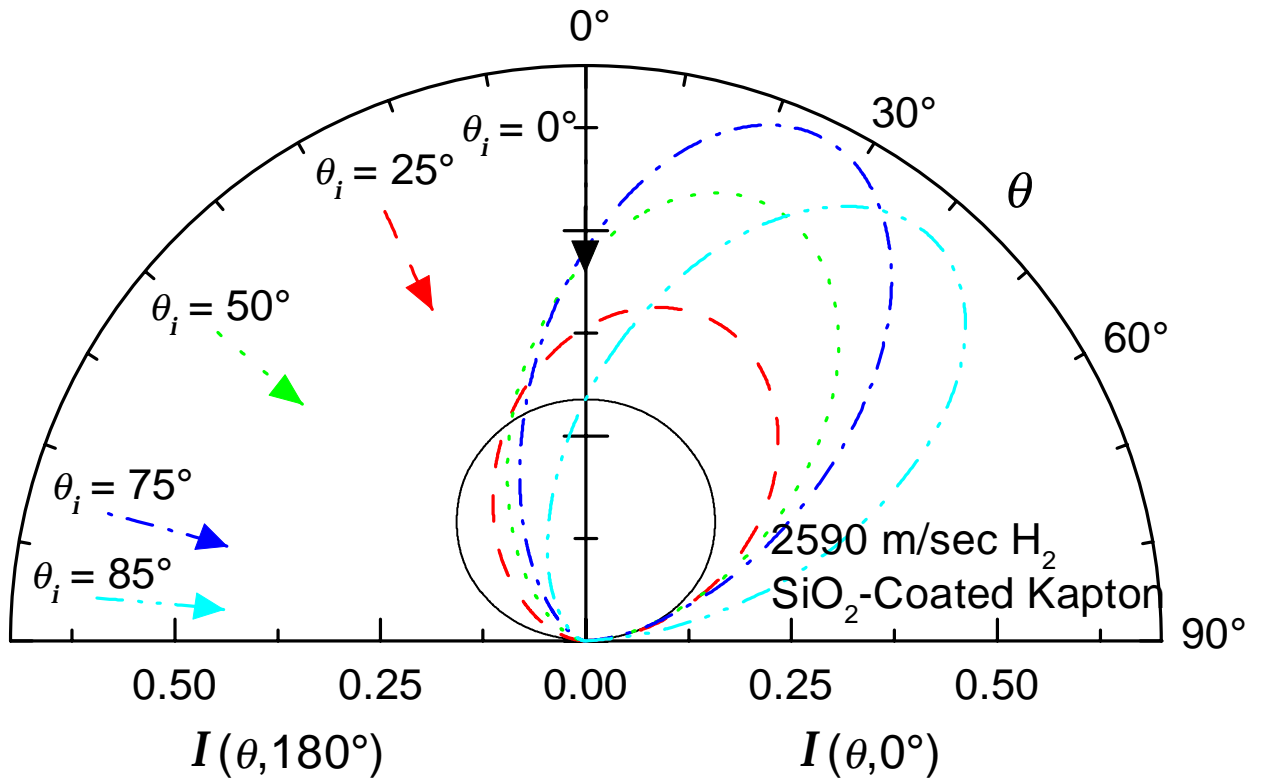 0°
θi = 0°
30°
θi = 25°
θ
θi = 50°
60°
θi = 75°
2590 m/sec H2
θi = 85°
SiO2-Coated Kapton
90°
0.50 0.25 0.00 0.25 0.50
I(θ,180°) I(θ,0°)